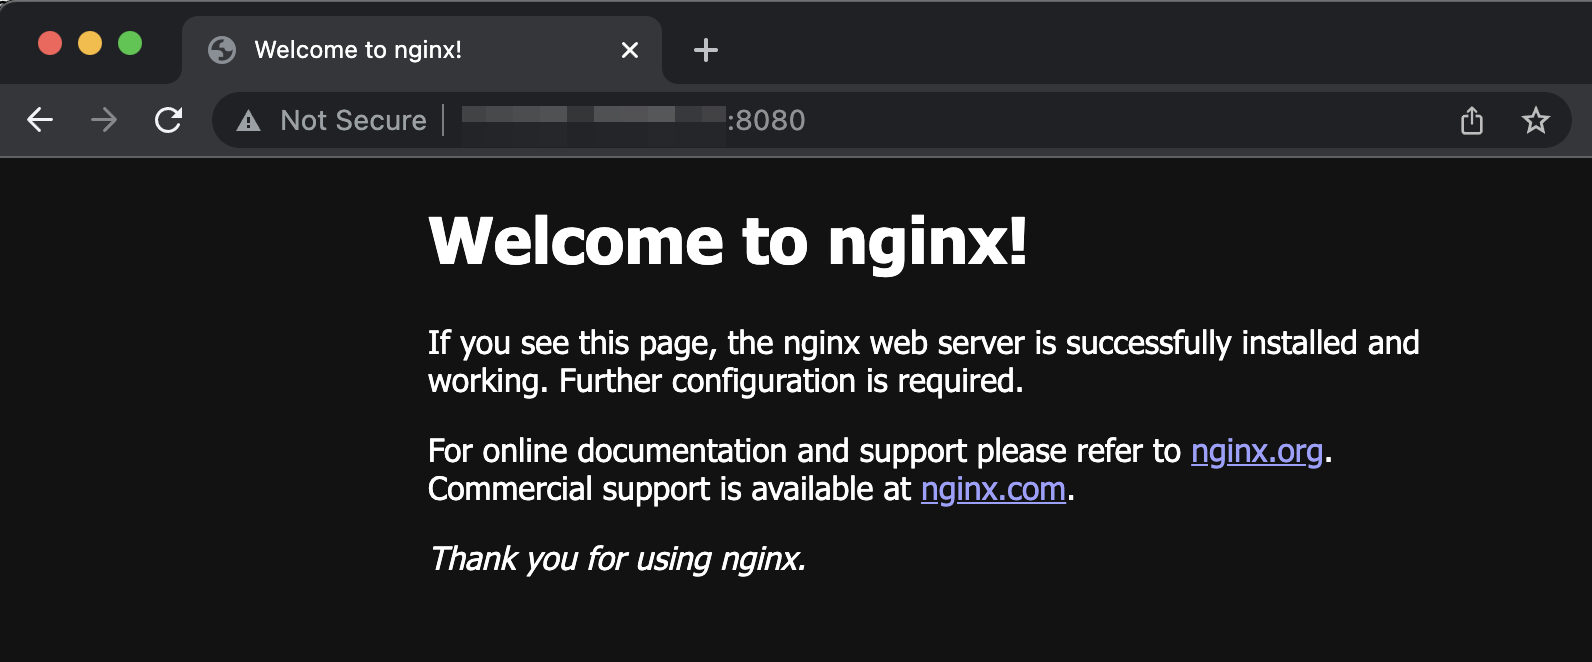 Welcome to nginx!
Not Secure
:8080
Welcome to nginx!
If you see this page, the nginx web server is successfully installed and
working. Further configuration is required.
For online documentation and support please refer to nginx.org.
Commercial support is available at nginx.com.
Thank you for using nginx.